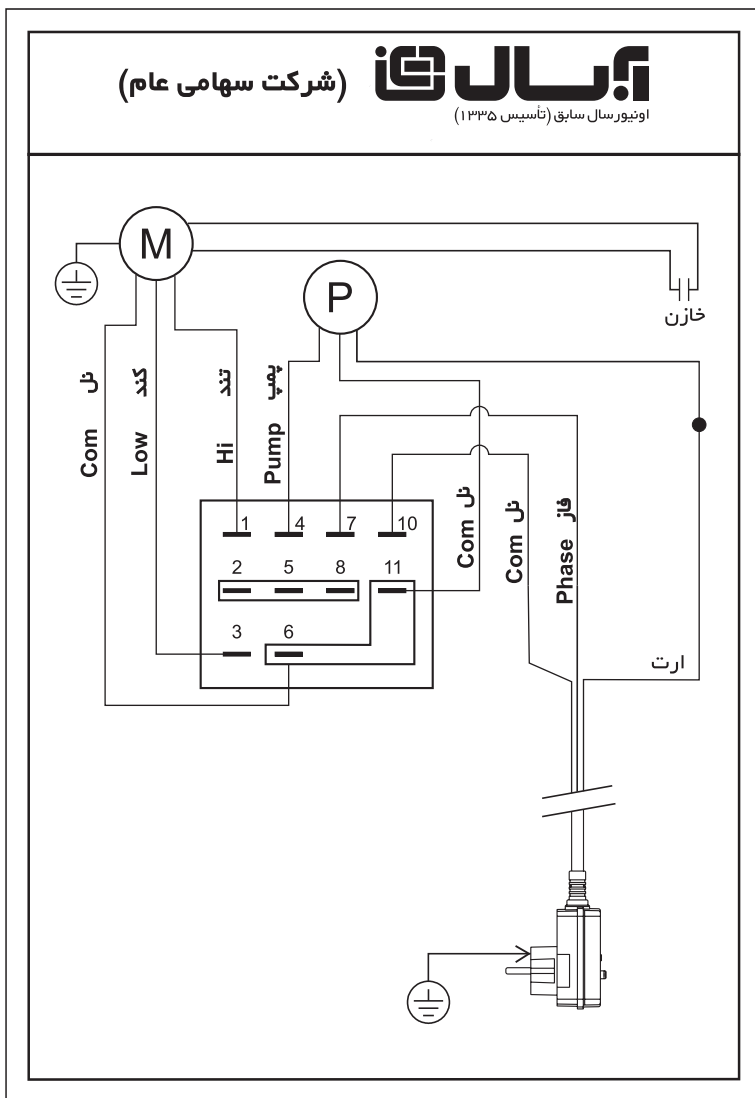 آبسال (شرکت سهامی عام)
اونیورسال سابق (تأسیس ۱۳۳۵)
M
P
خازن
نل Com
کند Low
تند Hi
پمپ Pump
نل Com
نل Com
فاز Phase
1 4 7 10
2 5 8 11
3 6
ارت